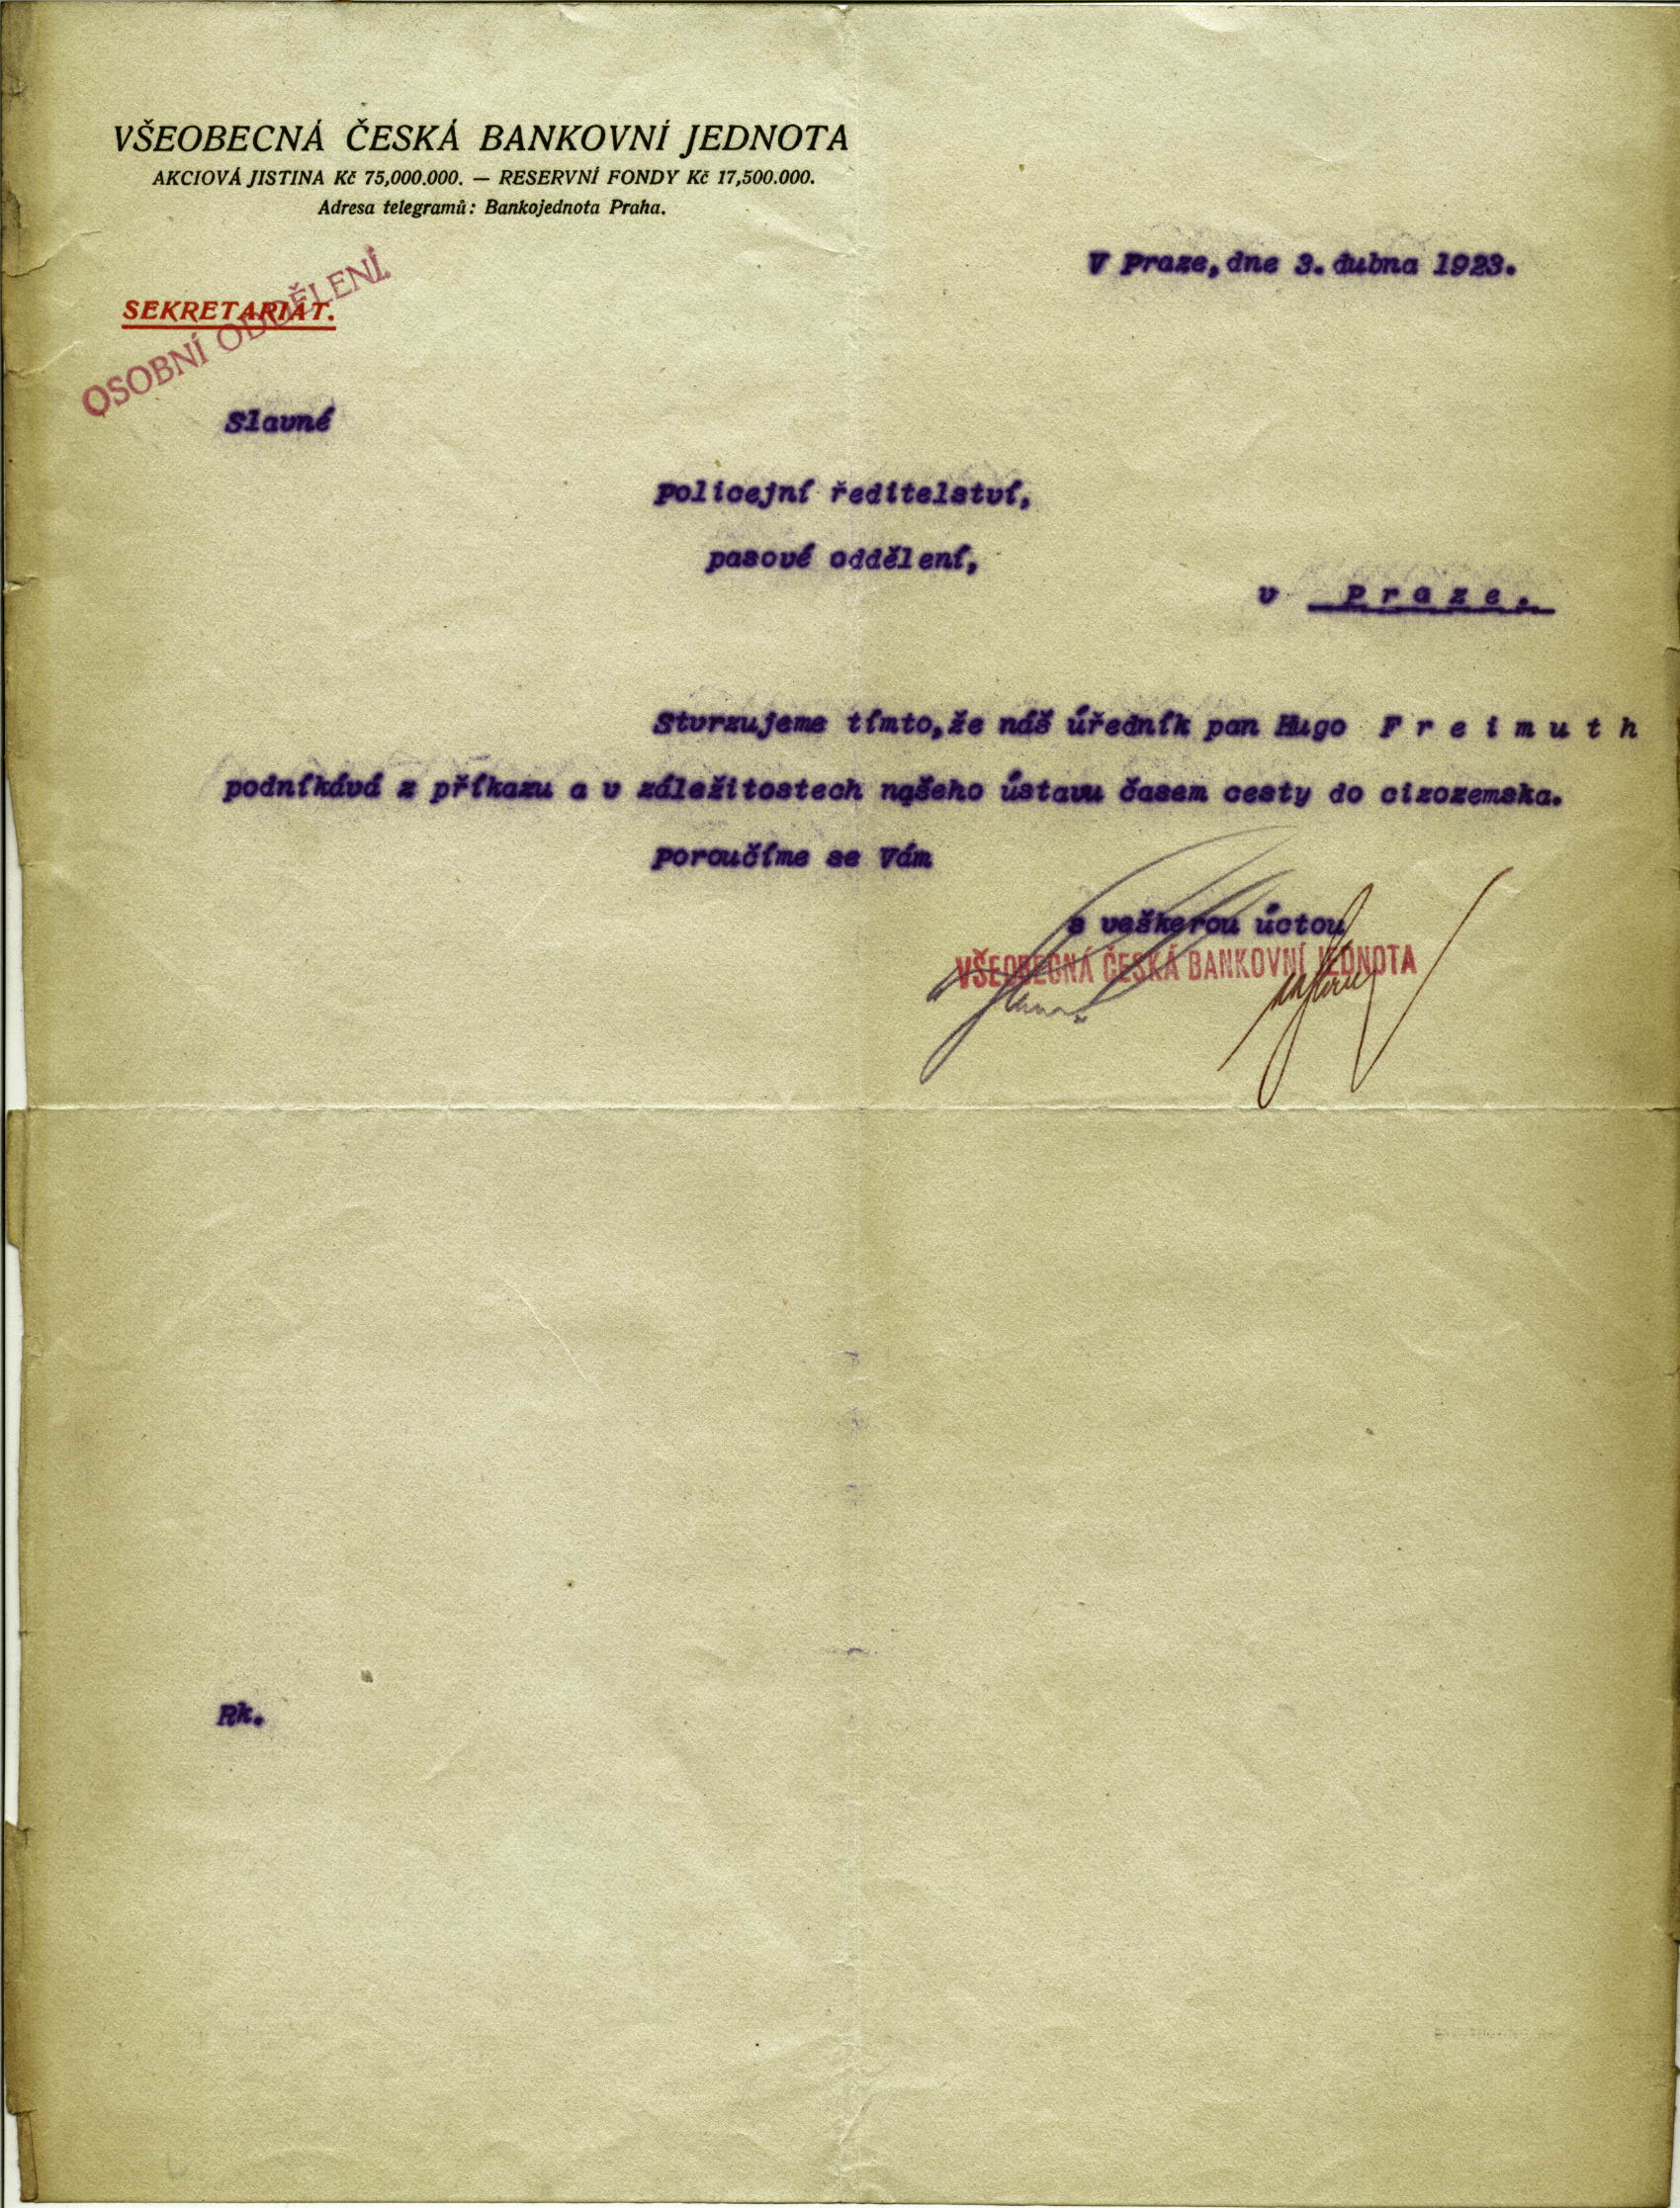 VŠEOBECNÁ ČESKÁ BANKOVNÍ JEDNOTA
AKCIOVÁ JISTINA Kč 75,000.000. — RESERVNÍ FONDY Kč 17,500.000.
Adresa telegramů: Bankojednota Praha.
V Praze, dne 3. dubna 1923.
SEKRETARIÁT.
OSOBNÍ ODDĚLENÍ
Slavné
policejní ředitelství,
pasové oddělení,
v P r a z e .
Stvrzujeme tímto, že náš úředník pan Hugo F r e i m u t h
podníkává z příkazu a v záležitostech našeho ústavu časem cesty do cizozemska.
Poroučíme se Vám
s veškerou úctou
VŠEOBECNÁ ČESKÁ BANKOVNÍ JEDNOTA
Rk.